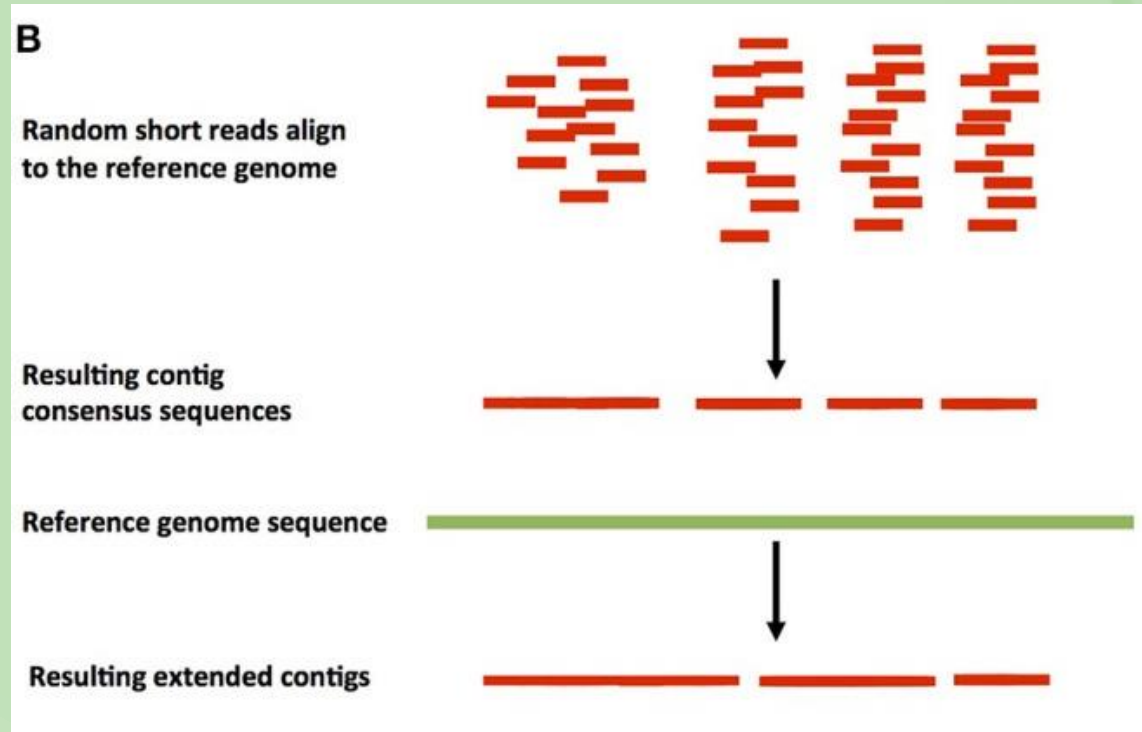 B
Random short reads align
to the reference genome
Resulting contig
consensus sequences
Reference genome sequence
Resulting extended contigs